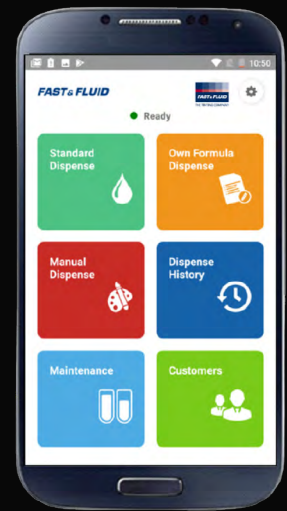 10:50
FAST& FLUID
FAST& FLUID
Ready
Standard
Dispense
Own Formula
Dispense
Manual
Dispense
Dispense
History
Maintenance
Customers